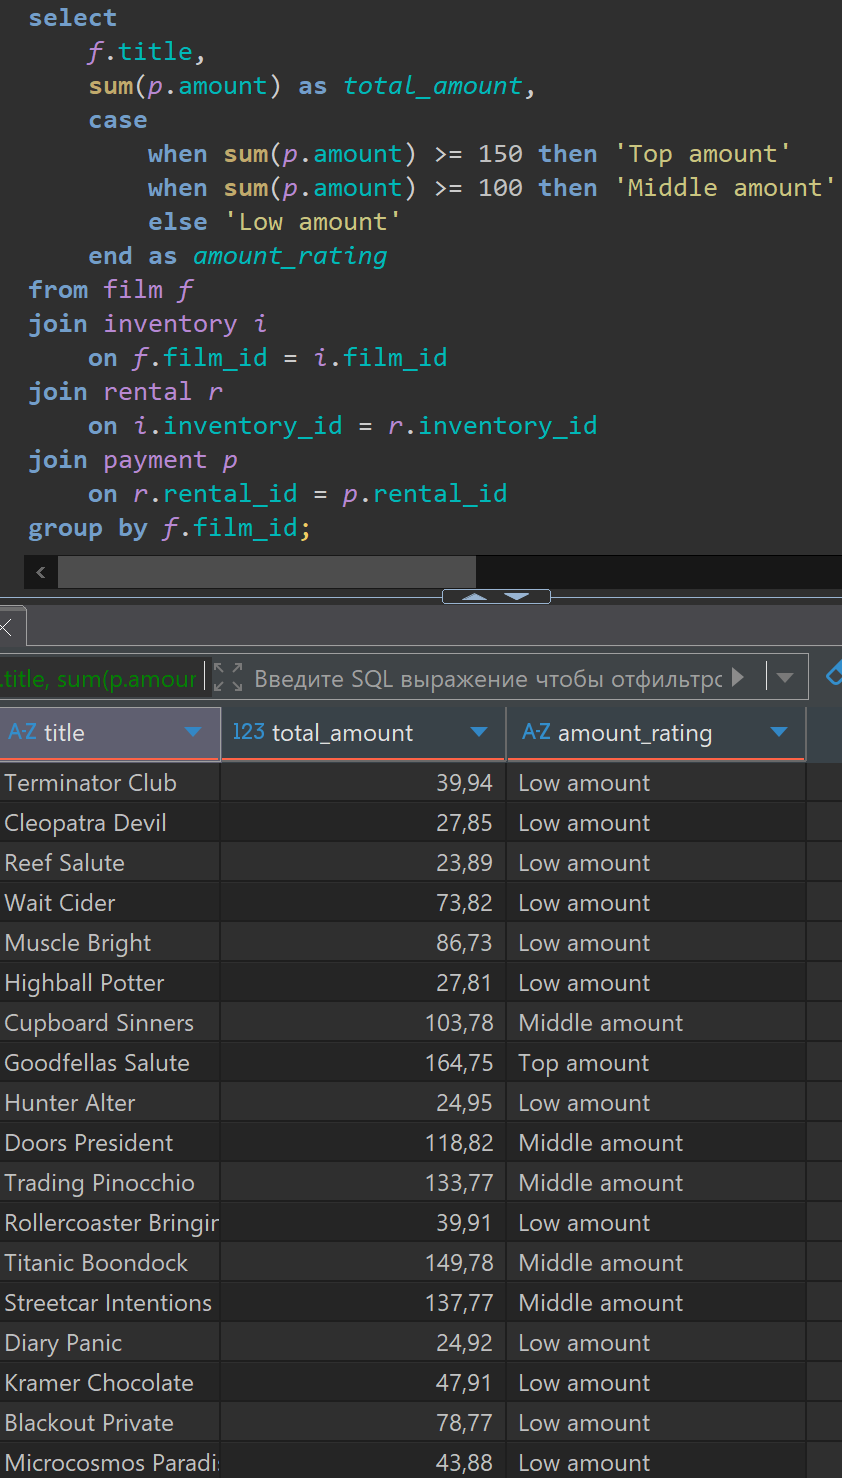 select
f.title,
sum(p.amount) as total_amount,
case
when sum(p.amount) >= 150 then 'Top amount'
when sum(p.amount) >= 100 then 'Middle amount'
else 'Low amount'
end as amount_rating
from film f
join inventory i
on f.film_id = i.film_id
join rental r
on i.inventory_id = r.inventory_id
join payment p
on r.rental_id = p.rental_id
group by f.film_id;
.title, sum(p.amour Введите SQL выражение чтобы отфильтрс
A-Z title 123 total_amount A-Z amount_rating
Terminator Club 39,94 Low amount
Cleopatra Devil 27,85 Low amount
Reef Salute 23,89 Low amount
Wait Cider 73,82 Low amount
Muscle Bright 86,73 Low amount
Highball Potter 27,81 Low amount
Cupboard Sinners 103,78 Middle amount
Goodfellas Salute 164,75 Top amount
Hunter Alter 24,95 Low amount
Doors President 118,82 Middle amount
Trading Pinocchio 133,77 Middle amount
Rollercoaster Bringin 39,91 Low amount
Titanic Boondock 149,78 Middle amount
Streetcar Intentions 137,77 Middle amount
Diary Panic 24,92 Low amount
Kramer Chocolate 47,91 Low amount
Blackout Private 78,77 Low amount
Microcosmos Paradis 43,88 Low amount